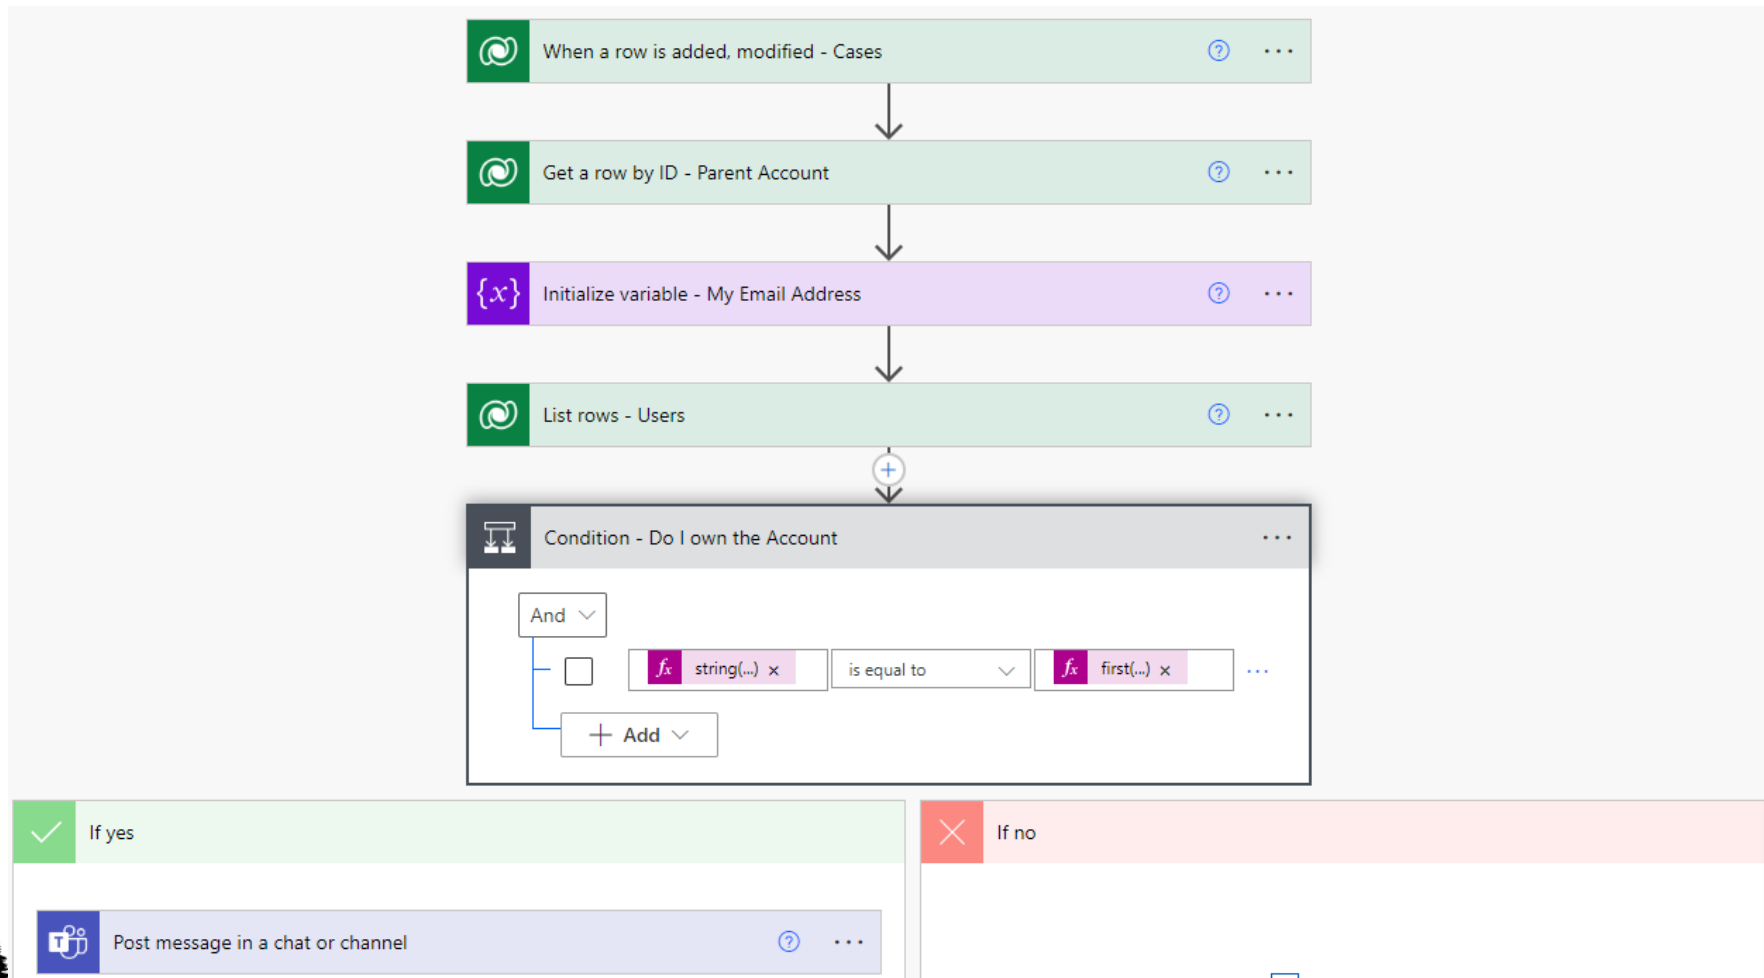 When a row is added, modified - Cases
Get a row by ID - Parent Account
{x} Initialize variable - My Email Address
List rows - Users
Condition - Do I own the Account
And
fx string(...) × is equal to fx first(...) ×
+ Add
If yes
If no
T Post message in a chat or channel